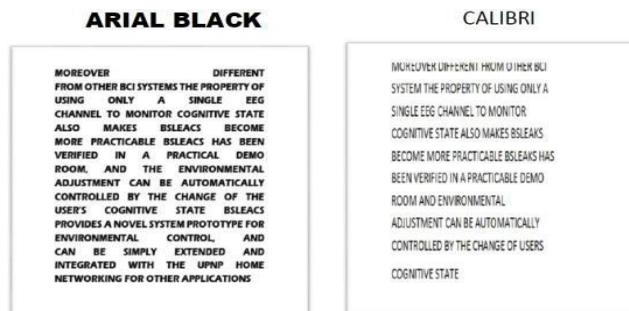 ARIAL BLACK
MOREOVER DIFFERENT
FROM OTHER BCI SYSTEMS THE PROPERTY OF
USING ONLY A SINGLE EEG
CHANNEL TO MONITOR COGNITIVE STATE
ALSO MAKES BSLEACS BECOME
MORE PRACTICABLE BSLEACS HAS BEEN
VERIFIED IN A PRACTICAL DEMO
ROOM, AND THE ENVIRONMENTAL
ADJUSTMENT CAN BE AUTOMATICALLY
CONTROLLED BY THE CHANGE OF THE
USER'S COGNITIVE STATE BSLEACS
PROVIDES A NOVEL SYSTEM PROTOTYPE FOR
ENVIRONMENTAL CONTROL, AND
CAN BE SIMPLY EXTENDED AND
INTEGRATED WITH THE UPNP HOME
NETWORKING FOR OTHER APPLICATIONS
CALIBRI
MOREOVER DIFFERENT FROM OTHER BCI
SYSTEM THE PROPERTY OF USING ONLY A
SINGLE EEG CHANNEL TO MONITOR
COGNITIVE STATE ALSO MAKES BSLEAKS
BECOME MORE PRACTICABLE BSLEAKS HAS
BEEN VERIFIED IN A PRACTICABLE DEMO
ROOM AND ENVIRONMENTAL
ADJUSTMENT CAN BE AUTOMATICALLY
CONTROLLED BY THE CHANGE OF USERS
COGNITIVE STATE